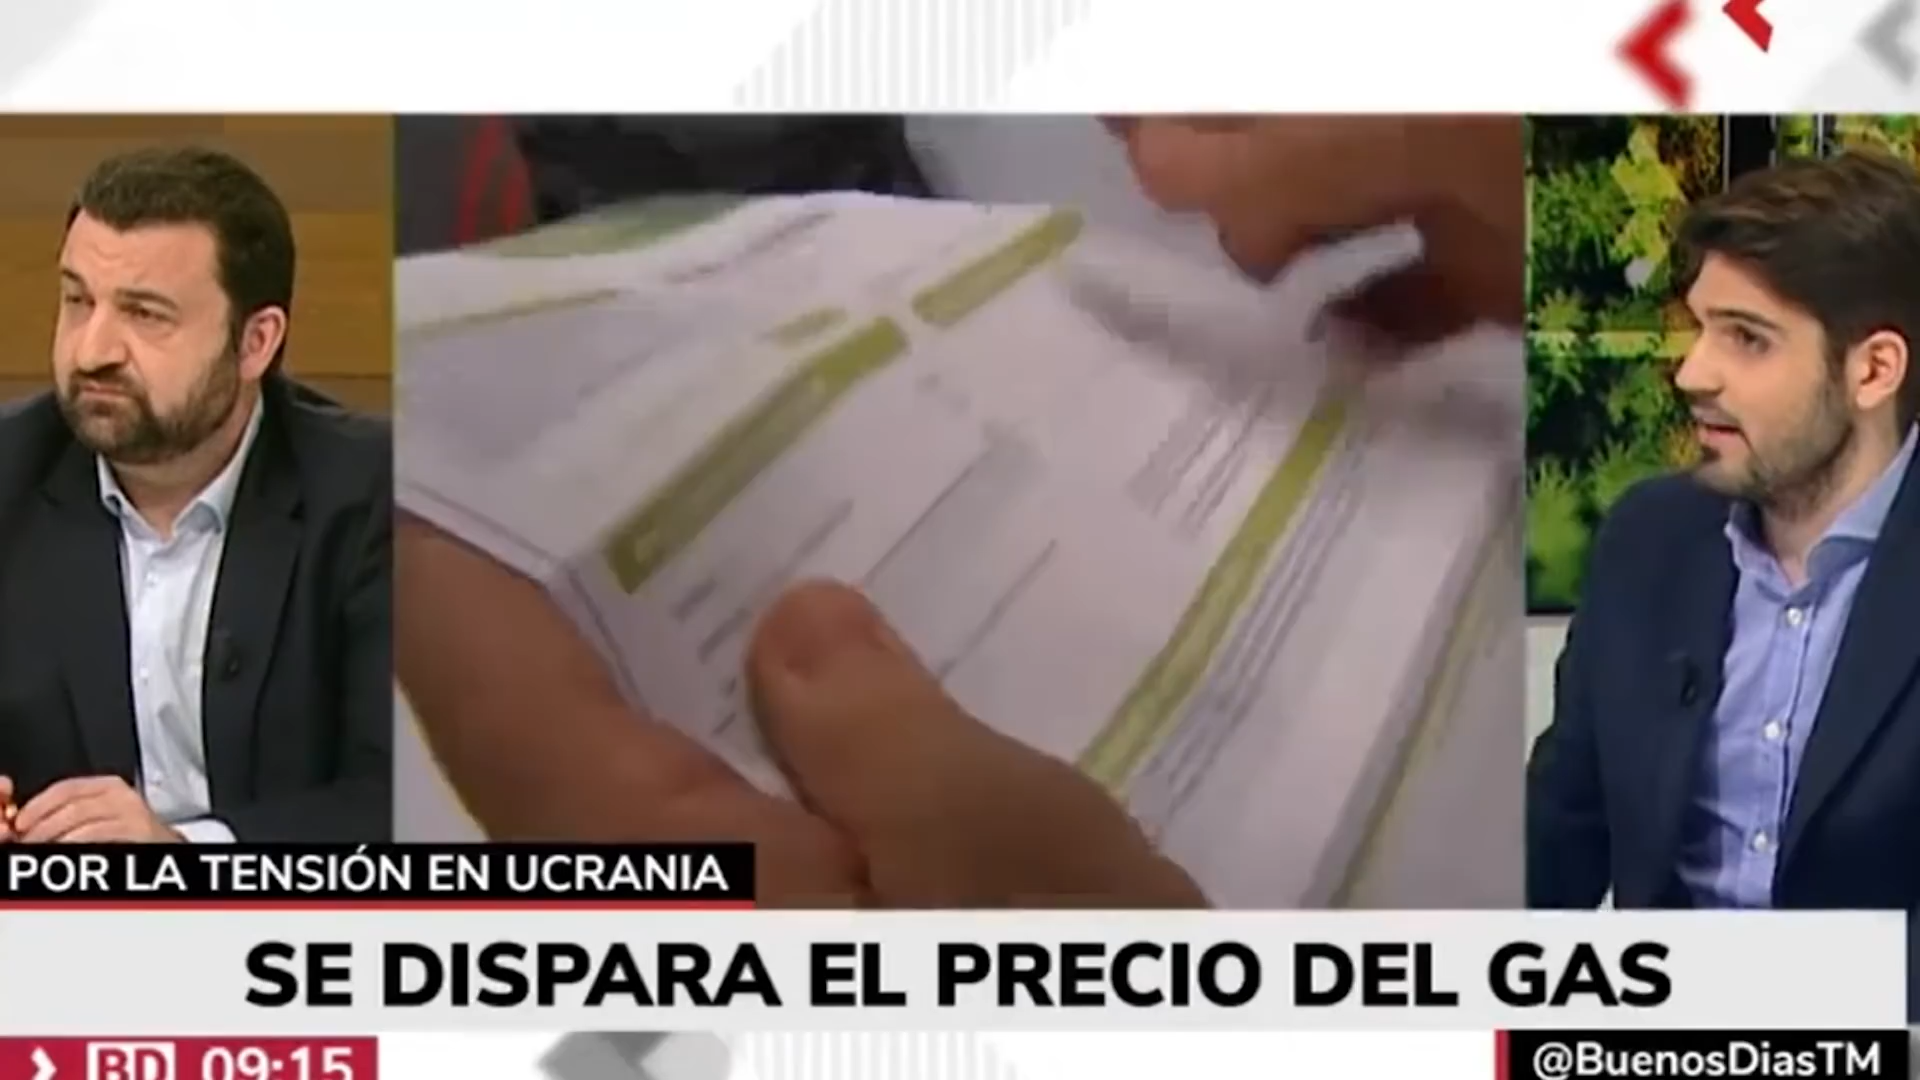 POR LA TENSIÓN EN UCRANIA
SE DISPARA EL PRECIO DEL GAS
BD 09:15
@BuenosDiasTM